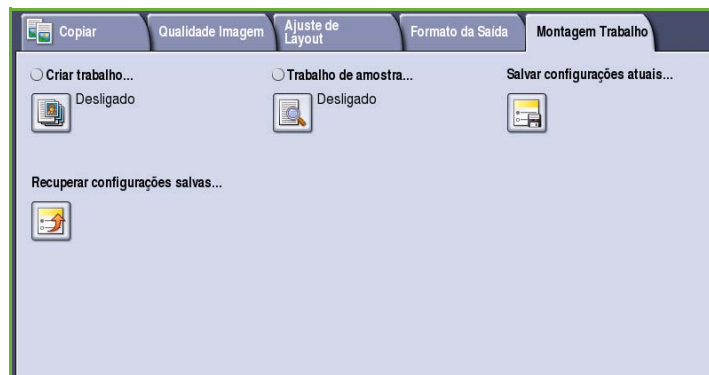 Copiar
Qualidade Imagem
Ajuste de
Layout
Formato da Saída
Montagem Trabalho
Criar trabalho...
Desligado
Trabalho de amostra...
Desligado
Salvar configurações atuais...
Recuperar configurações salvas...